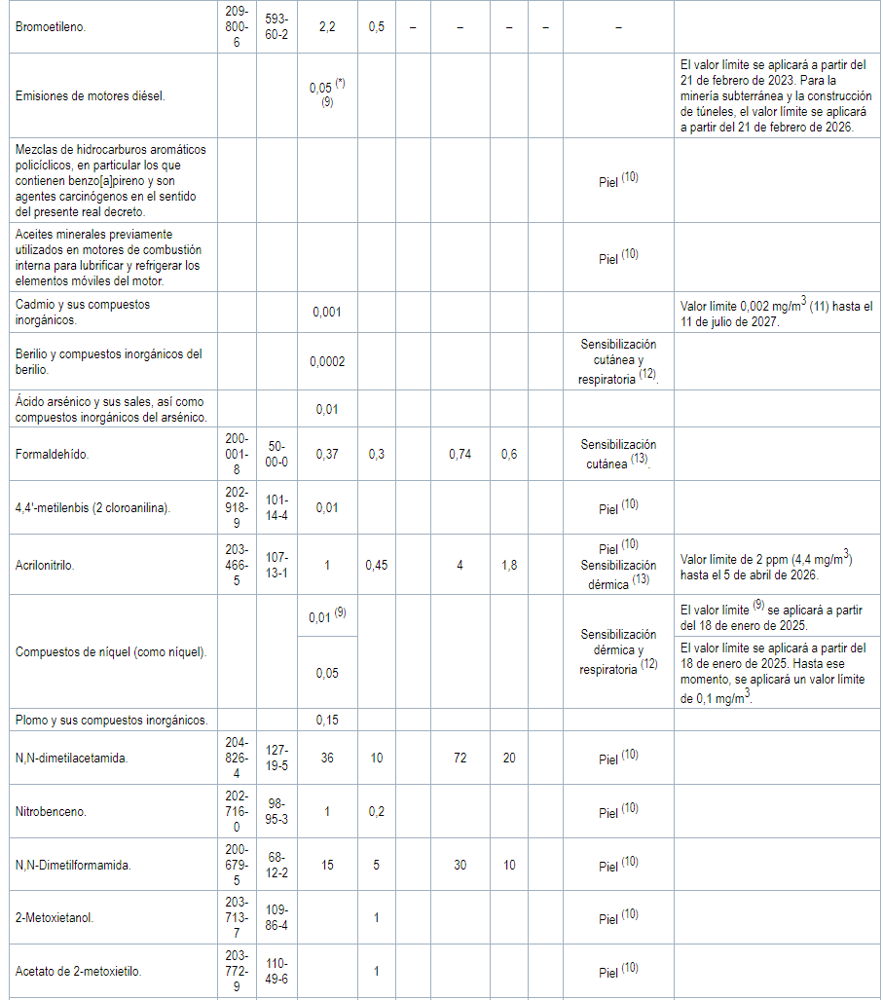 Bromoetileno.
209-
800-
6
593-
60-2
2,2
0,5
–
–
–
–
–
Emisiones de motores diésel.
0,05 (*)
(9)
El valor límite se aplicará a partir del
21 de febrero de 2023. Para la
minería subterránea y la construcción
de túneles, el valor límite se aplicará
a partir del 21 de febrero de 2026.
Mezclas de hidrocarburos aromáticos
policíclicos, en particular los que
contienen benzo[a]pireno y son
agentes carcinógenos en el sentido
del presente real decreto.
Piel (10)
Aceites minerales previamente
utilizados en motores de combustión
interna para lubrificar y refrigerar los
elementos móviles del motor.
Piel (10)
Cadmio y sus compuestos
inorgánicos.
0,001
Valor límite 0,002 mg/m3 (11) hasta el
11 de julio de 2027.
Berilio y compuestos inorgánicos del
berilio.
0,0002
Sensibilización
cutánea y
respiratoria (12).
Ácido arsénico y sus sales, así como
compuestos inorgánicos del arsénico.
0,01
Formaldehído.
200-
001-
8
50-
00-0
0,37
0,3
0,74
0,6
Sensibilización
cutánea (13).
4,4'-metilenbis (2 cloroanilina).
202-
918-
9
101-
14-4
0,01
Piel (10)
Acrilonitrilo.
203-
466-
5
107-
13-1
1
0,45
4
1,8
Piel (10)
Sensibilización
dérmica (13)
Valor límite de 2 ppm (4,4 mg/m3)
hasta el 5 de abril de 2026.
Compuestos de níquel (como níquel).
0,01 (9)
0,05
Sensibilización
dérmica y
respiratoria (12)
El valor límite (9) se aplicará a partir
del 18 de enero de 2025.
El valor límite se aplicará a partir del
18 de enero de 2025. Hasta ese
momento, se aplicará un valor límite
de 0,1 mg/m3.
Plomo y sus compuestos inorgánicos.
0,15
N,N-dimetilacetamida.
204-
826-
4
127-
19-5
36
10
72
20
Piel (10)
Nitrobenceno.
202-
716-
0
98-
95-3
1
0,2
Piel (10)
N,N-Dimetilformamida.
200-
679-
5
68-
12-2
15
5
30
10
Piel (10)
2-Metoxietanol.
203-
713-
7
109-
86-4
1
Piel (10)
Acetato de 2-metoxietilo.
203-
772-
9
110-
49-6
1
Piel (10)